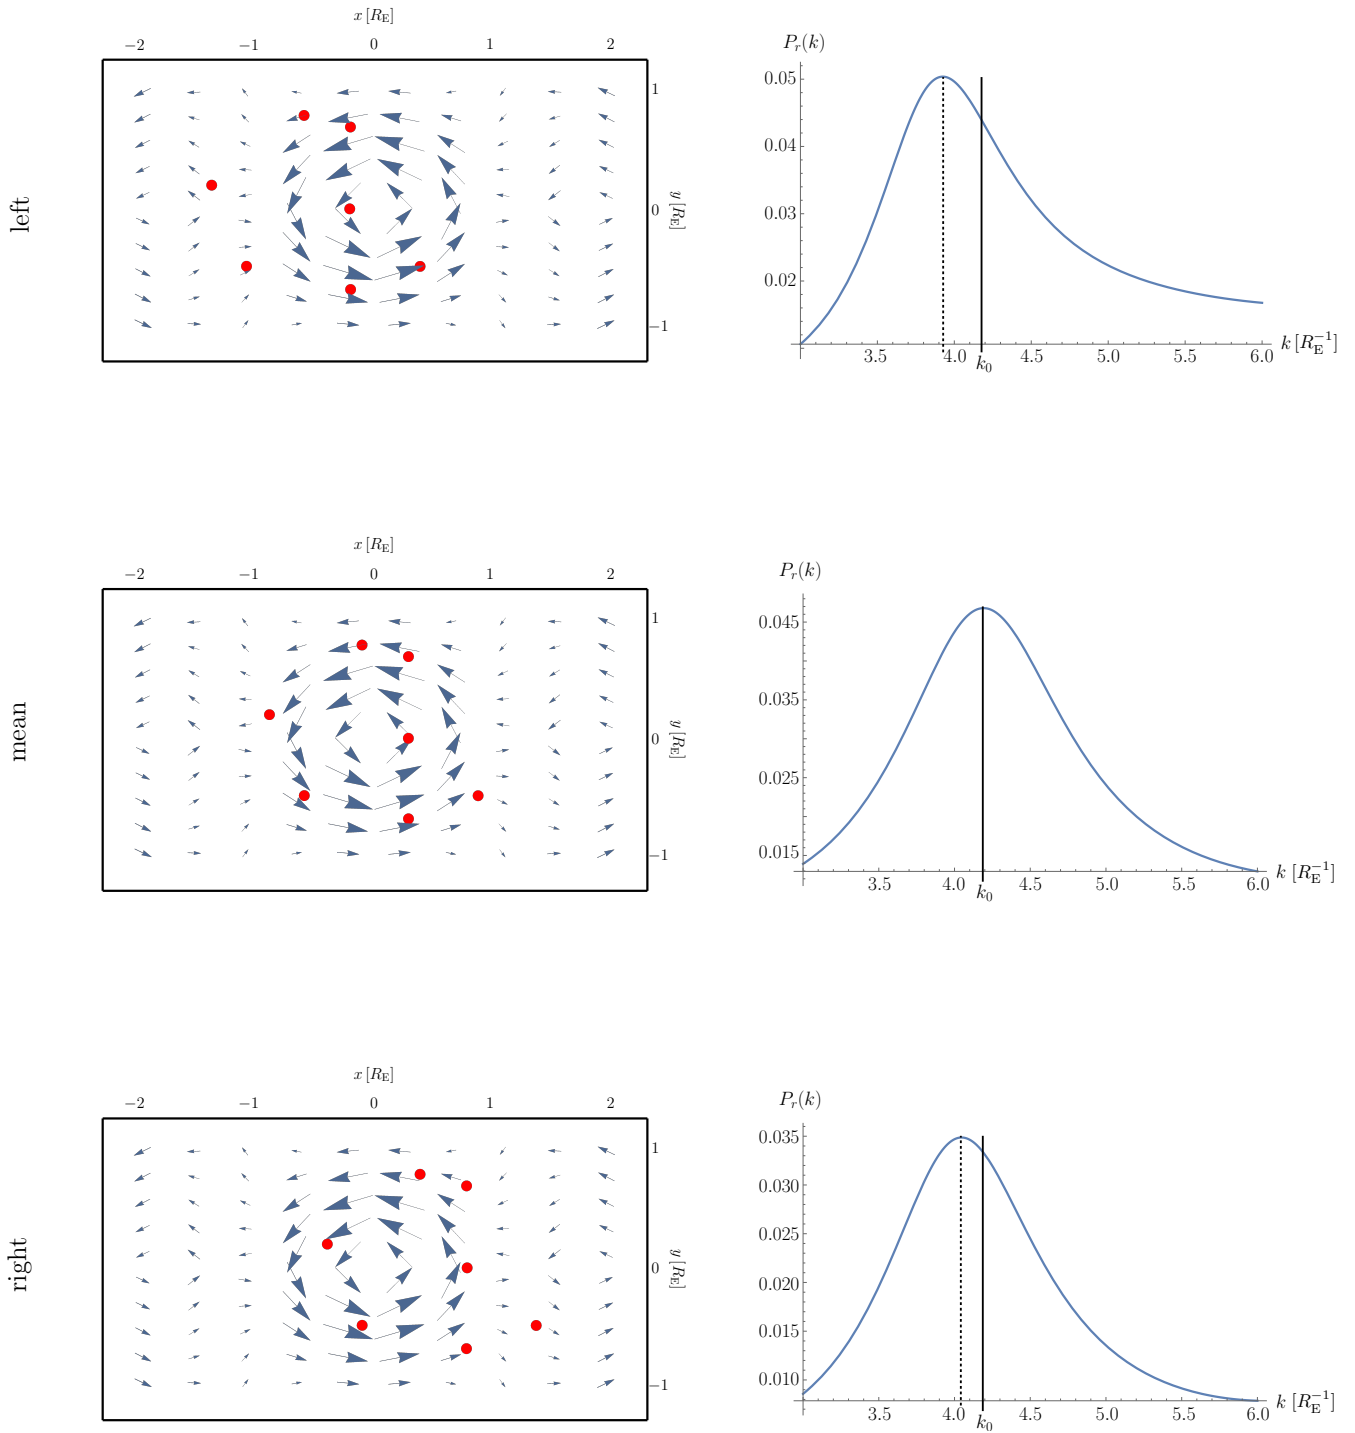 left
x [R_E]
−2 −1 0 1 2
1
0
−1
y [R_E]
P_r(k)
0.05
0.04
0.03
0.02
3.5 4.0 4.5 5.0 5.5 6.0
k [R_E^{-1}]
k_0
mean
x [R_E]
−2 −1 0 1 2
1
0
−1
y [R_E]
P_r(k)
0.045
0.035
0.025
0.015
3.5 4.0 4.5 5.0 5.5 6.0
k [R_E^{-1}]
k_0
right
x [R_E]
−2 −1 0 1 2
1
0
−1
y [R_E]
P_r(k)
0.035
0.030
0.025
0.020
0.015
0.010
3.5 4.0 4.5 5.0 5.5 6.0
k [R_E^{-1}]
k_0